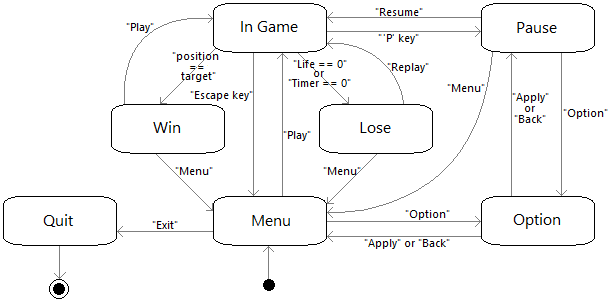 "Resume"
"Play"
In Game
Pause
"'P' key"
"position
==
target"
"Life == 0"
or
"Timer == 0"
"Replay"
"Menu"
"Escape key"
"Apply"
or
"Back"
"Option"
Win
Lose
"Play"
"Menu"
"Menu"
Quit
Menu
Option
"Exit"
"Option"
"Apply" or "Back"